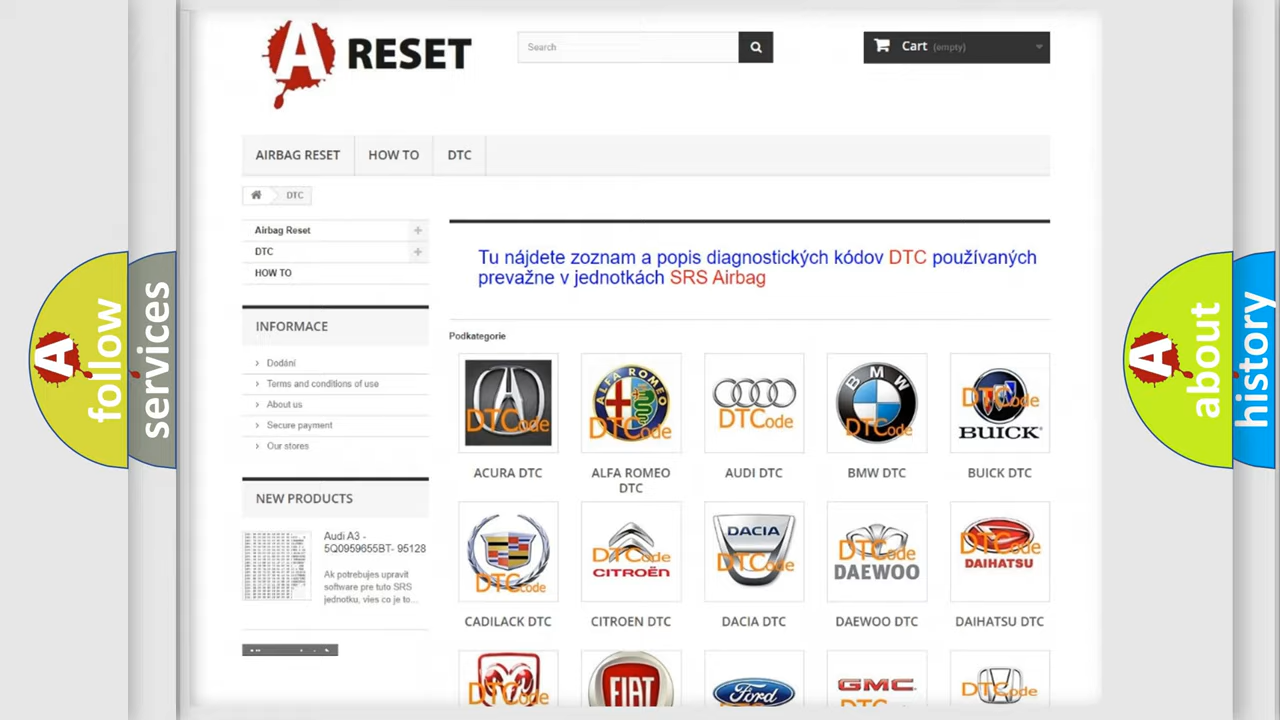 A RESET
Search
Cart (empty)
AIRBAG RESET
HOW TO
DTC
DTC
Airbag Reset
DTC
HOW TO
INFORMACE
Dodání
Terms and conditions of use
About us
Secure payment
Our stores
NEW PRODUCTS
Audi A3 -
5Q0959655BT- 95128
Ak potrebujes upravit
software pre tuto SRS
jednotku, vies co je to...
Tu nájdete zoznam a popis diagnostických kódov DTC používaných
prevažne v jednotkách SRS Airbag
Podkategorie
DTCode
ALFA ROMEO
DTCode
DTCode
BMW
DTCode
DTCode
BUICK
ACURA DTC
ALFA ROMEO
DTC
AUDI DTC
BMW DTC
BUICK DTC
DTCode
DTCode
CITROËN
DACIA
DTCode
DTCode
DAEWOO
DTCode
DAIHATSU
CADILACK DTC
CITROEN DTC
DACIA DTC
DAEWOO DTC
DAIHATSU DTC
DTCode
FIAT
Ford
GMC
DTCode
A follow
services
A about
history